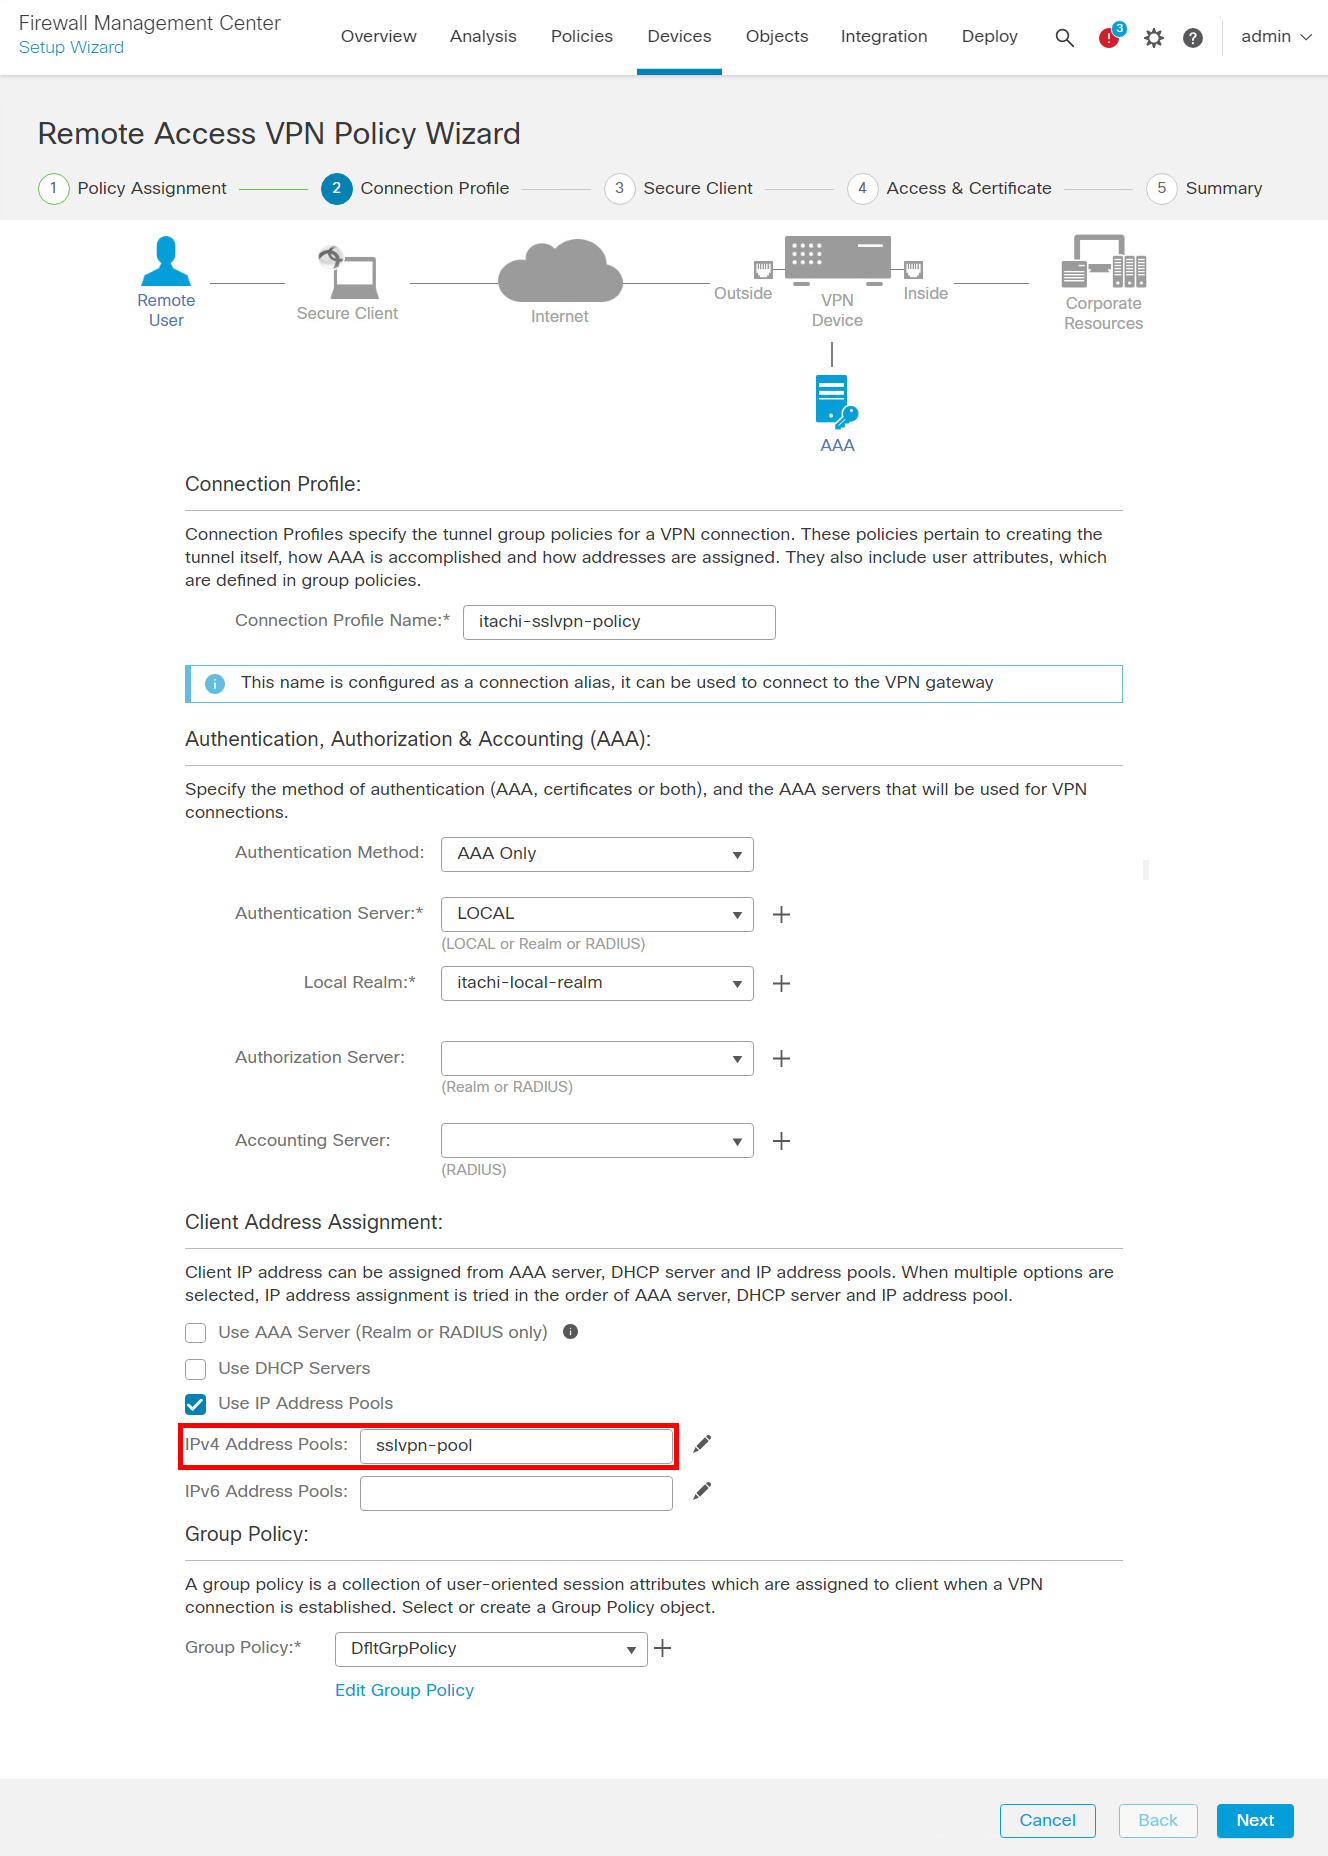 Firewall Management Center
Setup Wizard
Overview Analysis Policies Devices Objects Integration Deploy 3 admin
Remote Access VPN Policy Wizard
1 Policy Assignment 2 Connection Profile 3 Secure Client 4 Access & Certificate 5 Summary
Remote
User
Secure Client
Internet
Outside
VPN
Device
Inside
Corporate
Resources
AAA
Connection Profile:
Connection Profiles specify the tunnel group policies for a VPN connection. These policies pertain to creating the
tunnel itself, how AAA is accomplished and how addresses are assigned. They also include user attributes, which
are defined in group policies.
Connection Profile Name:* itachi-sslvpn-policy
This name is configured as a connection alias, it can be used to connect to the VPN gateway
Authentication, Authorization & Accounting (AAA):
Specify the method of authentication (AAA, certificates or both), and the AAA servers that will be used for VPN
connections.
Authentication Method: AAA Only
Authentication Server:* LOCAL
(LOCAL or Realm or RADIUS)
Local Realm:* itachi-local-realm
Authorization Server:
(Realm or RADIUS)
Accounting Server:
(RADIUS)
Client Address Assignment:
Client IP address can be assigned from AAA server, DHCP server and IP address pools. When multiple options are
selected, IP address assignment is tried in the order of AAA server, DHCP server and IP address pool.
Use AAA Server (Realm or RADIUS only)
Use DHCP Servers
Use IP Address Pools
IPv4 Address Pools: sslvpn-pool
IPv6 Address Pools:
Group Policy:
A group policy is a collection of user-oriented session attributes which are assigned to client when a VPN
connection is established. Select or create a Group Policy object.
Group Policy:* DfltGrpPolicy
Edit Group Policy
Cancel Back Next